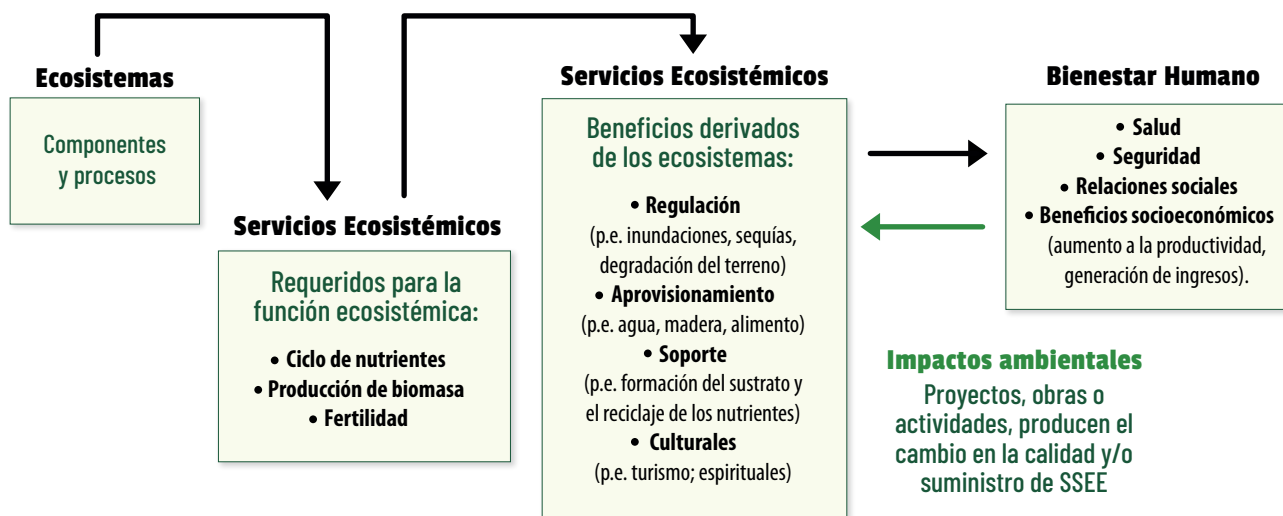 Ecosistemas
Componentes
y procesos
Servicios Ecosistémicos
Requeridos para la
función ecosistémica:
• Ciclo de nutrientes
• Producción de biomasa
• Fertilidad
Servicios Ecosistémicos
Beneficios derivados
de los ecosistemas:
• Regulación
(p.e. inundaciones, sequías,
degradación del terreno)
• Aprovisionamiento
(p.e. agua, madera, alimento)
• Soporte
(p.e. formación del sustrato y
el reciclaje de los nutrientes)
• Culturales
(p.e. turismo; espirituales)
Bienestar Humano
• Salud
• Seguridad
• Relaciones sociales
• Beneficios socioeconómicos
(aumento a la productividad,
generación de ingresos).
Impactos ambientales
Proyectos, obras o
actividades, producen el
cambio en la calidad y/o
suministro de SSEE